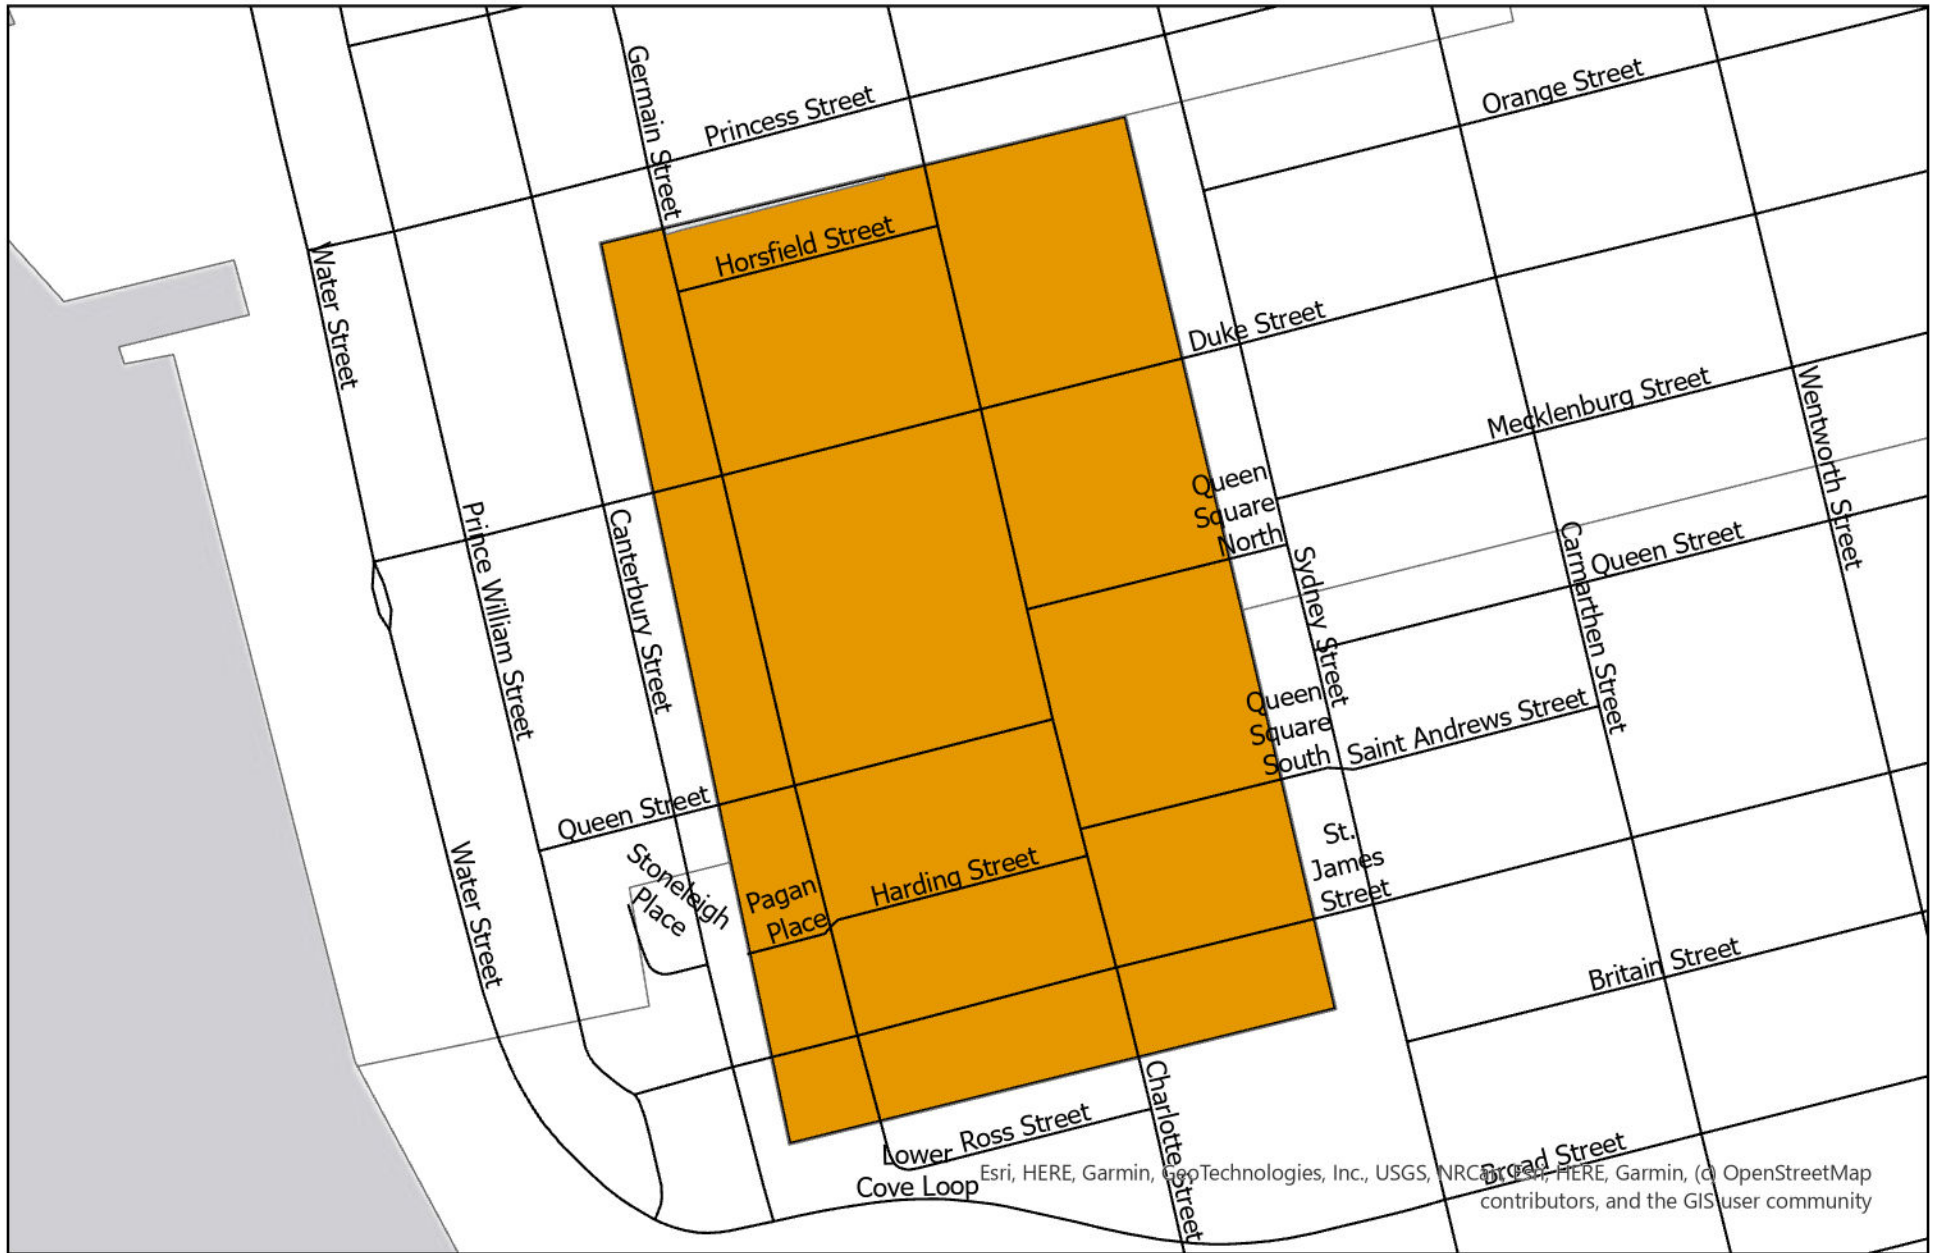 Germain Street
Princess Street
Orange Street
Horsfield Street
Water Street
Duke Street
Mecklenburg Street
Wentworth Street
Queen
Square
North
Prince William Street
Canterbury Street
Sydney Street
Carmarthen Street
Queen Street
Queen
Square
South
Saint Andrews Street
Queen Street
Stoneleigh
Place
Water Street
Pagan
Place
Harding Street
St.
James
Street
Britain Street
Charlotte Street
Lower
Cove Loop
Ross Street
Broad Street
Esri, HERE, Garmin, GeoTechnologies, Inc., USGS, NRCan, Esri, HERE, Garmin, (c) OpenStreetMap
contributors, and the GIS user community